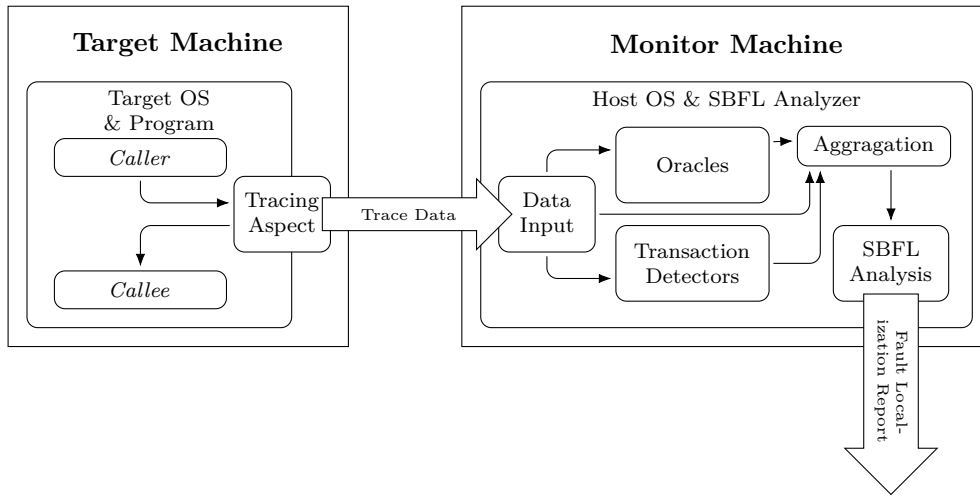 Target Machine
Target OS
& Program
Caller
Tracing
Aspect
Callee
Trace Data
Monitor Machine
Host OS & SBFL Analyzer
Data
Input
Oracles
Aggragation
Transaction
Detectors
SBFL
Analysis
Fault Local-
ization Report